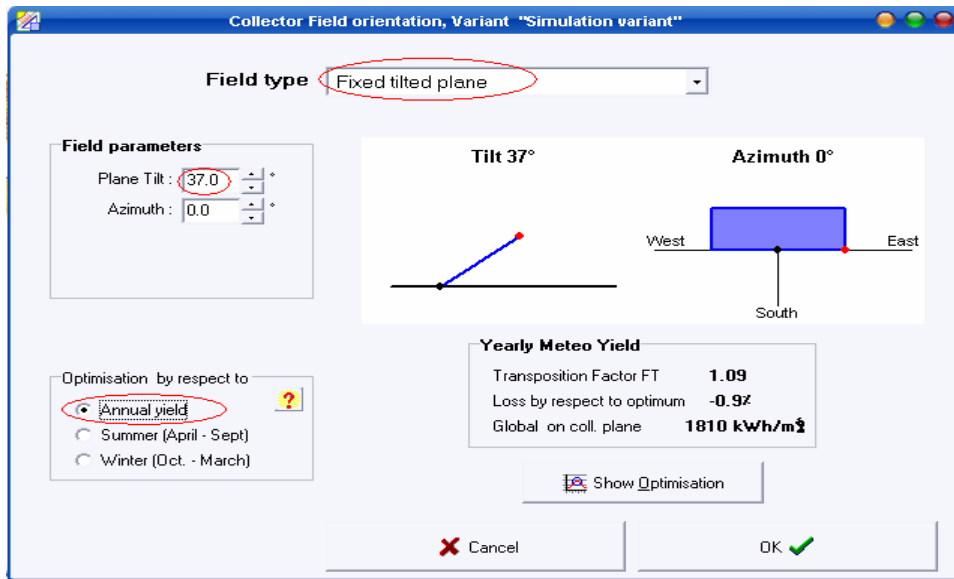 Collector Field orientation, Variant "Simulation variant"
Field type Fixed tilted plane
Field parameters
Plane Tilt : 37.0 °
Azimuth : 0.0 °
Tilt 37°
Azimuth 0°
West
East
South
Optimisation by respect to
Annual yield
Summer (April - Sept)
Winter (Oct. - March)
?
Yearly Meteo Yield
Transposition Factor FT 1.09
Loss by respect to optimum -0.9%
Global on coll. plane 1810 kWh/m²
Show Optimisation
Cancel
OK